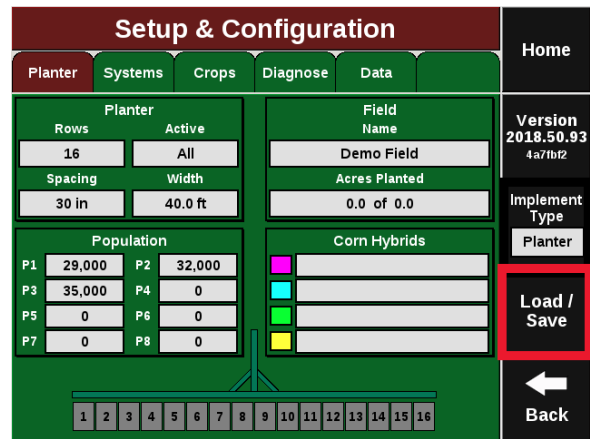 Setup & Configuration
Home
Planter Systems Crops Diagnose Data
Planter
Rows Active
16 All
Spacing Width
30 in 40.0 ft
Field
Name
Demo Field
Acres Planted
0.0 of 0.0
Version
2018.50.93
4a7fbf2
Implement
Type
Planter
Population
P1 29,000 P2 32,000
P3 35,000 P4 0
P5 0 P6 0
P7 0 P8 0
Corn Hybrids
Load /
Save
1 2 3 4 5 6 7 8 9 10 11 12 13 14 15 16
Back